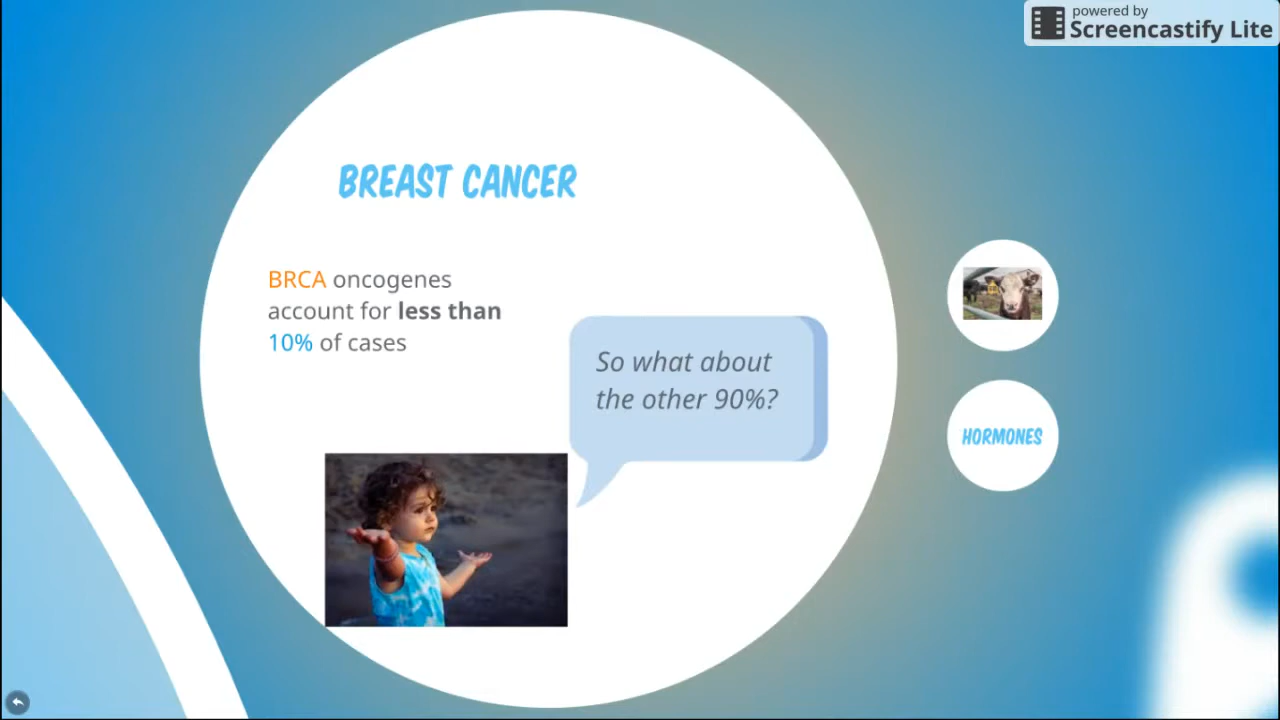 powered by
Screencastify Lite
BREAST CANCER
BRCA oncogenes
account for less than
10% of cases
So what about
the other 90%?
HORMONES